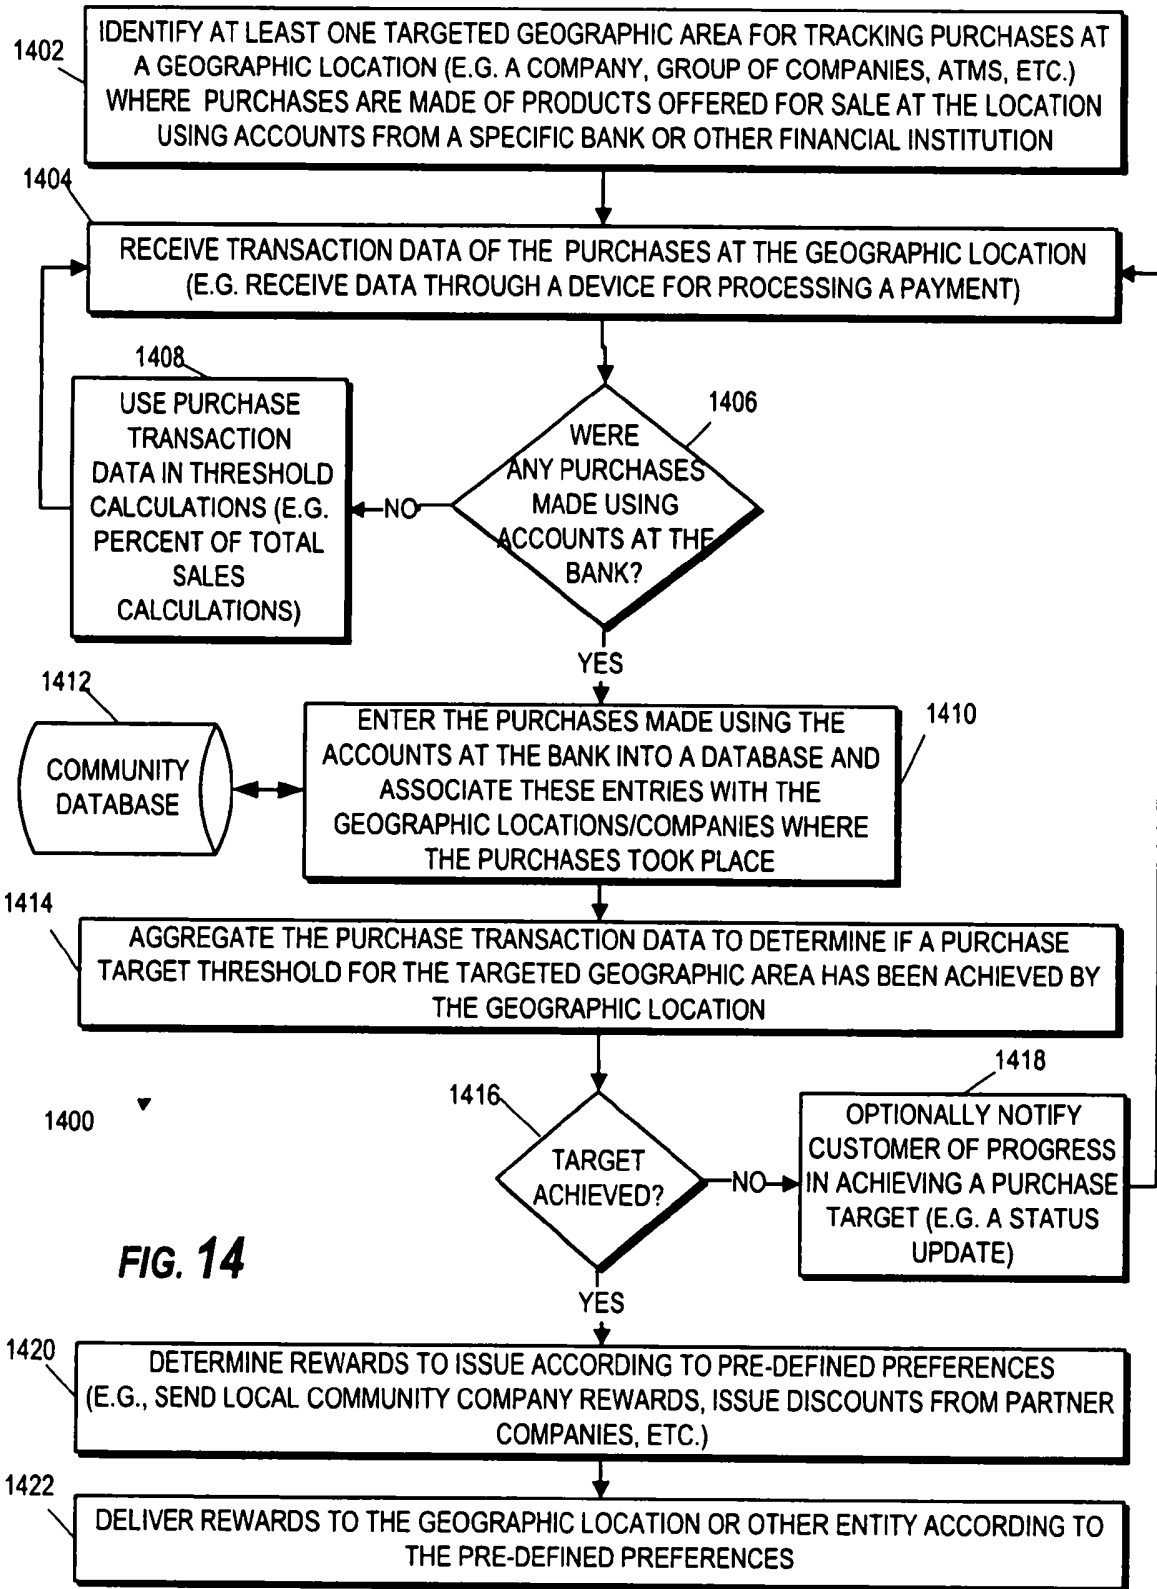 1402
IDENTIFY AT LEAST ONE TARGETED GEOGRAPHIC AREA FOR TRACKING PURCHASES AT
A GEOGRAPHIC LOCATION (E.G. A COMPANY, GROUP OF COMPANIES, ATMS, ETC.)
WHERE PURCHASES ARE MADE OF PRODUCTS OFFERED FOR SALE AT THE LOCATION
USING ACCOUNTS FROM A SPECIFIC BANK OR OTHER FINANCIAL INSTITUTION
1404
RECEIVE TRANSACTION DATA OF THE PURCHASES AT THE GEOGRAPHIC LOCATION
(E.G. RECEIVE DATA THROUGH A DEVICE FOR PROCESSING A PAYMENT)
1408
USE PURCHASE
TRANSACTION
DATA IN THRESHOLD
CALCULATIONS (E.G.
PERCENT OF TOTAL
SALES
CALCULATIONS)
NO
1406
WERE
ANY PURCHASES
MADE USING
ACCOUNTS AT THE
BANK?
YES
1412
COMMUNITY
DATABASE
1410
ENTER THE PURCHASES MADE USING THE
ACCOUNTS AT THE BANK INTO A DATABASE AND
ASSOCIATE THESE ENTRIES WITH THE
GEOGRAPHIC LOCATIONS/COMPANIES WHERE
THE PURCHASES TOOK PLACE
1414
AGGREGATE THE PURCHASE TRANSACTION DATA TO DETERMINE IF A PURCHASE
TARGET THRESHOLD FOR THE TARGETED GEOGRAPHIC AREA HAS BEEN ACHIEVED BY
THE GEOGRAPHIC LOCATION
1400
1416
TARGET
ACHIEVED?
NO
1418
OPTIONALLY NOTIFY
CUSTOMER OF PROGRESS
IN ACHIEVING A PURCHASE
TARGET (E.G. A STATUS
UPDATE)
FIG. 14
YES
1420
DETERMINE REWARDS TO ISSUE ACCORDING TO PRE-DEFINED PREFERENCES
(E.G., SEND LOCAL COMMUNITY COMPANY REWARDS, ISSUE DISCOUNTS FROM PARTNER
COMPANIES, ETC.)
1422
DELIVER REWARDS TO THE GEOGRAPHIC LOCATION OR OTHER ENTITY ACCORDING TO
THE PRE-DEFINED PREFERENCES